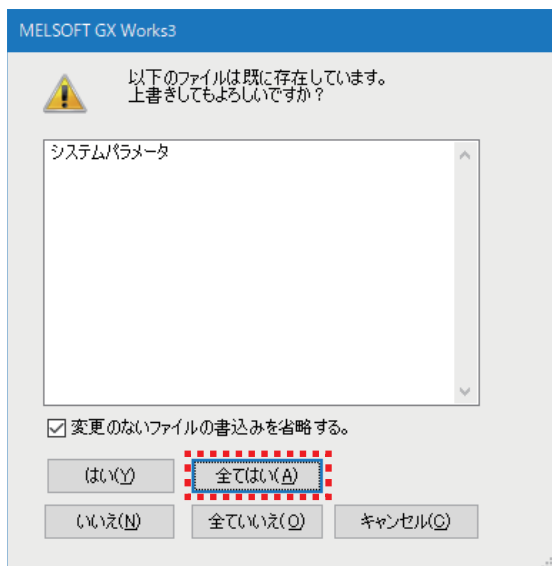 MELSOFT GX Works3
以下のファイルは既に存在しています。
上書きしてもよろしいですか？
システムパラメータ
変更のないファイルの書込みを省略する。
はい(Y)
全てはい(A)
いいえ(N)
全ていいえ(O)
キャンセル(C)